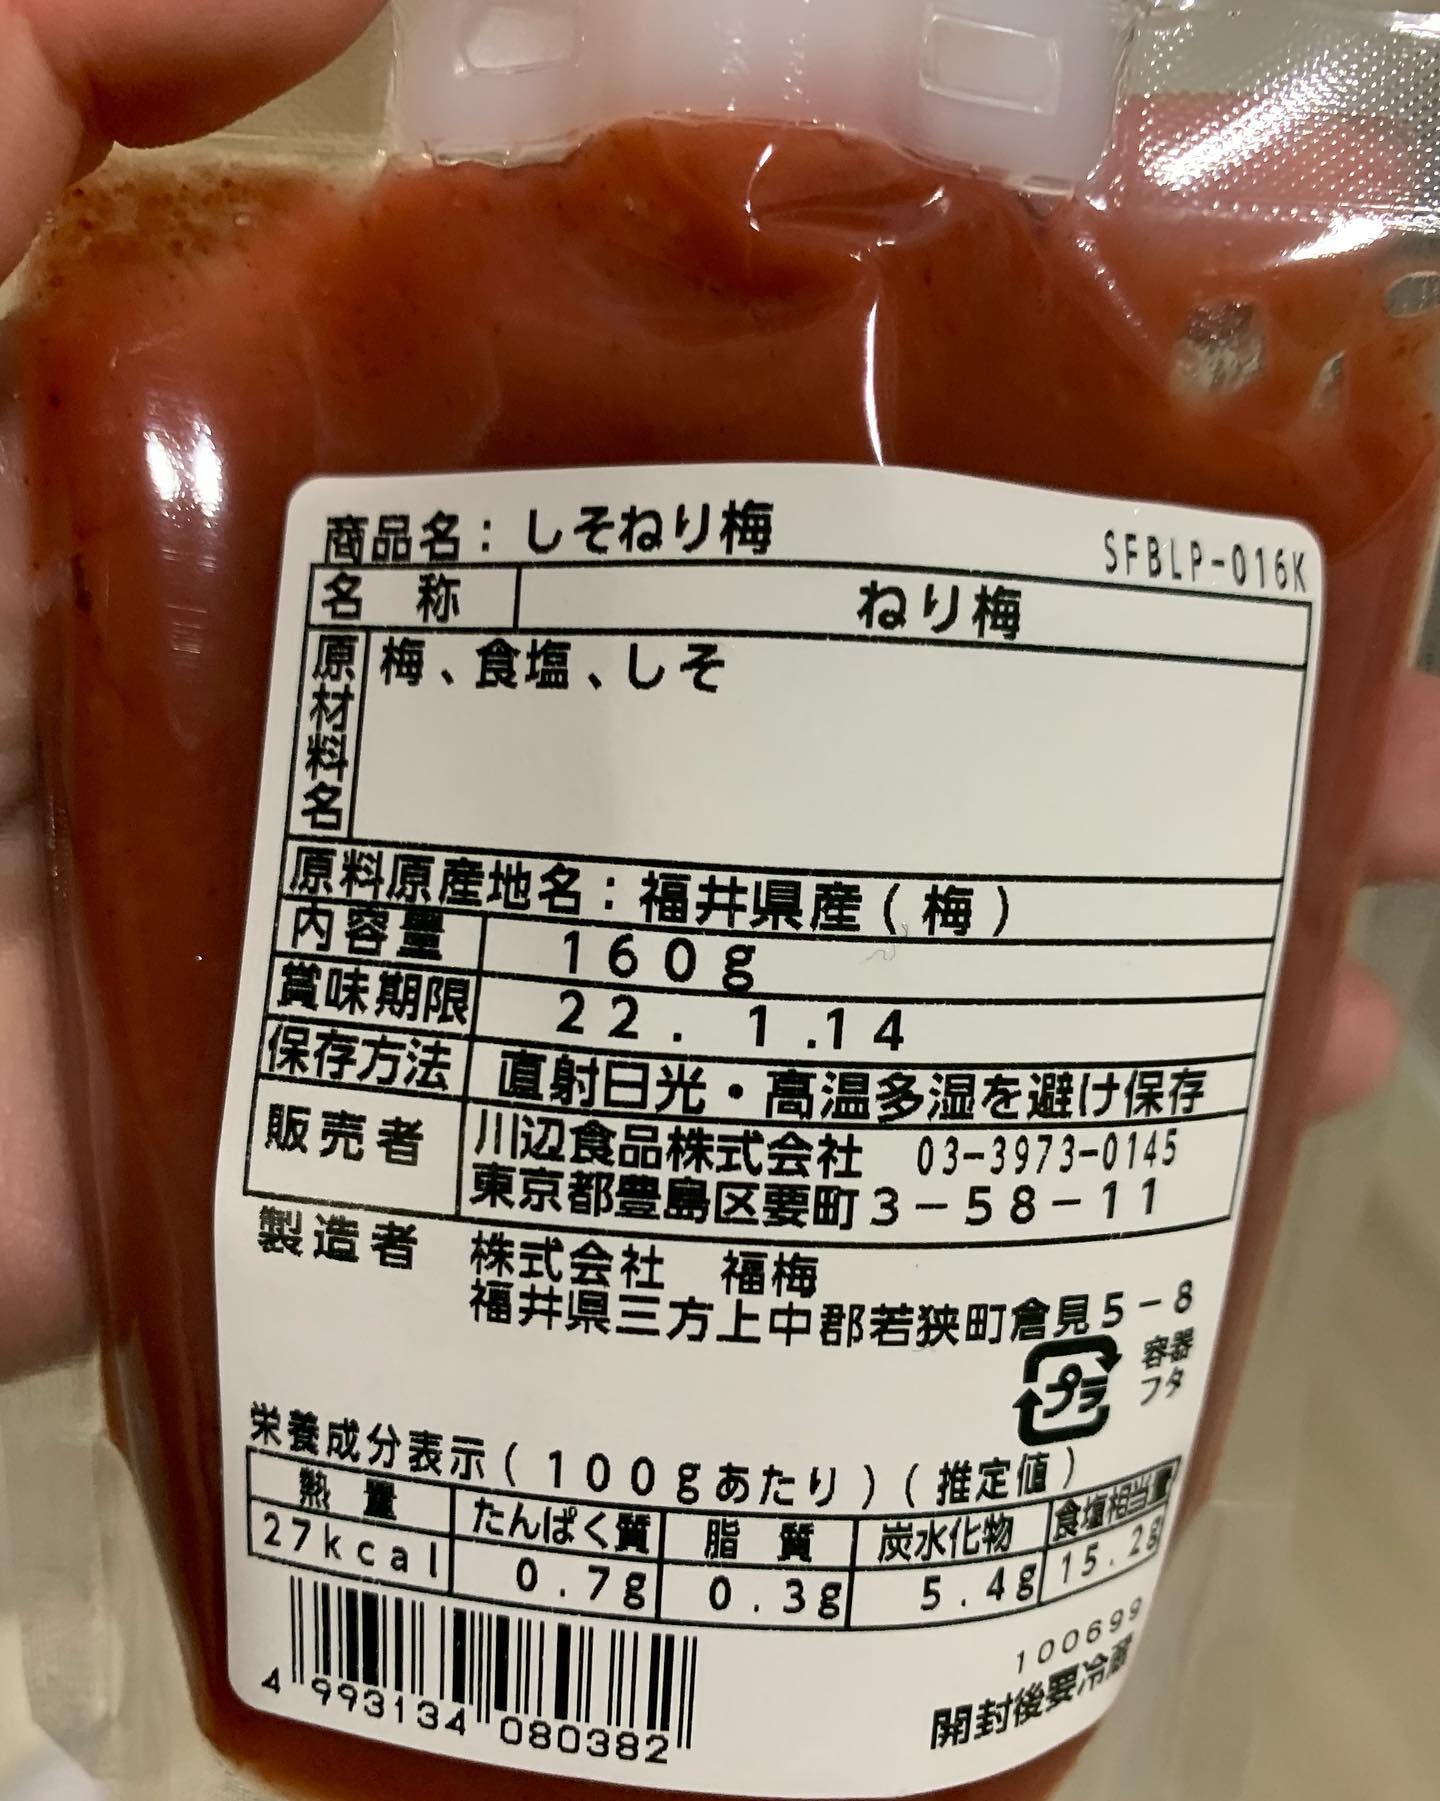 商品名：しそねり梅
SFBLP-016K
名 称 ねり梅
原材料名 梅、食塩、しそ
原料原産地名：福井県産(梅)
内容量 160g
賞味期限 22. 1.14
保存方法 直射日光・高温多湿を避け保存
販売者 川辺食品株式会社 03-3973-0145
東京都豊島区要町3-58-11
製造者 株式会社 福梅
福井県三方上中郡若狭町倉見5-8
プラ 容器
フタ
栄養成分表示(100gあたり)(推定値)
熱 量 たんぱく質 脂 質 炭水化物 食塩相当量
27kcal 0.7g 0.3g 5.4g 15.2g
100699
開封後要冷蔵
4 993134 080382